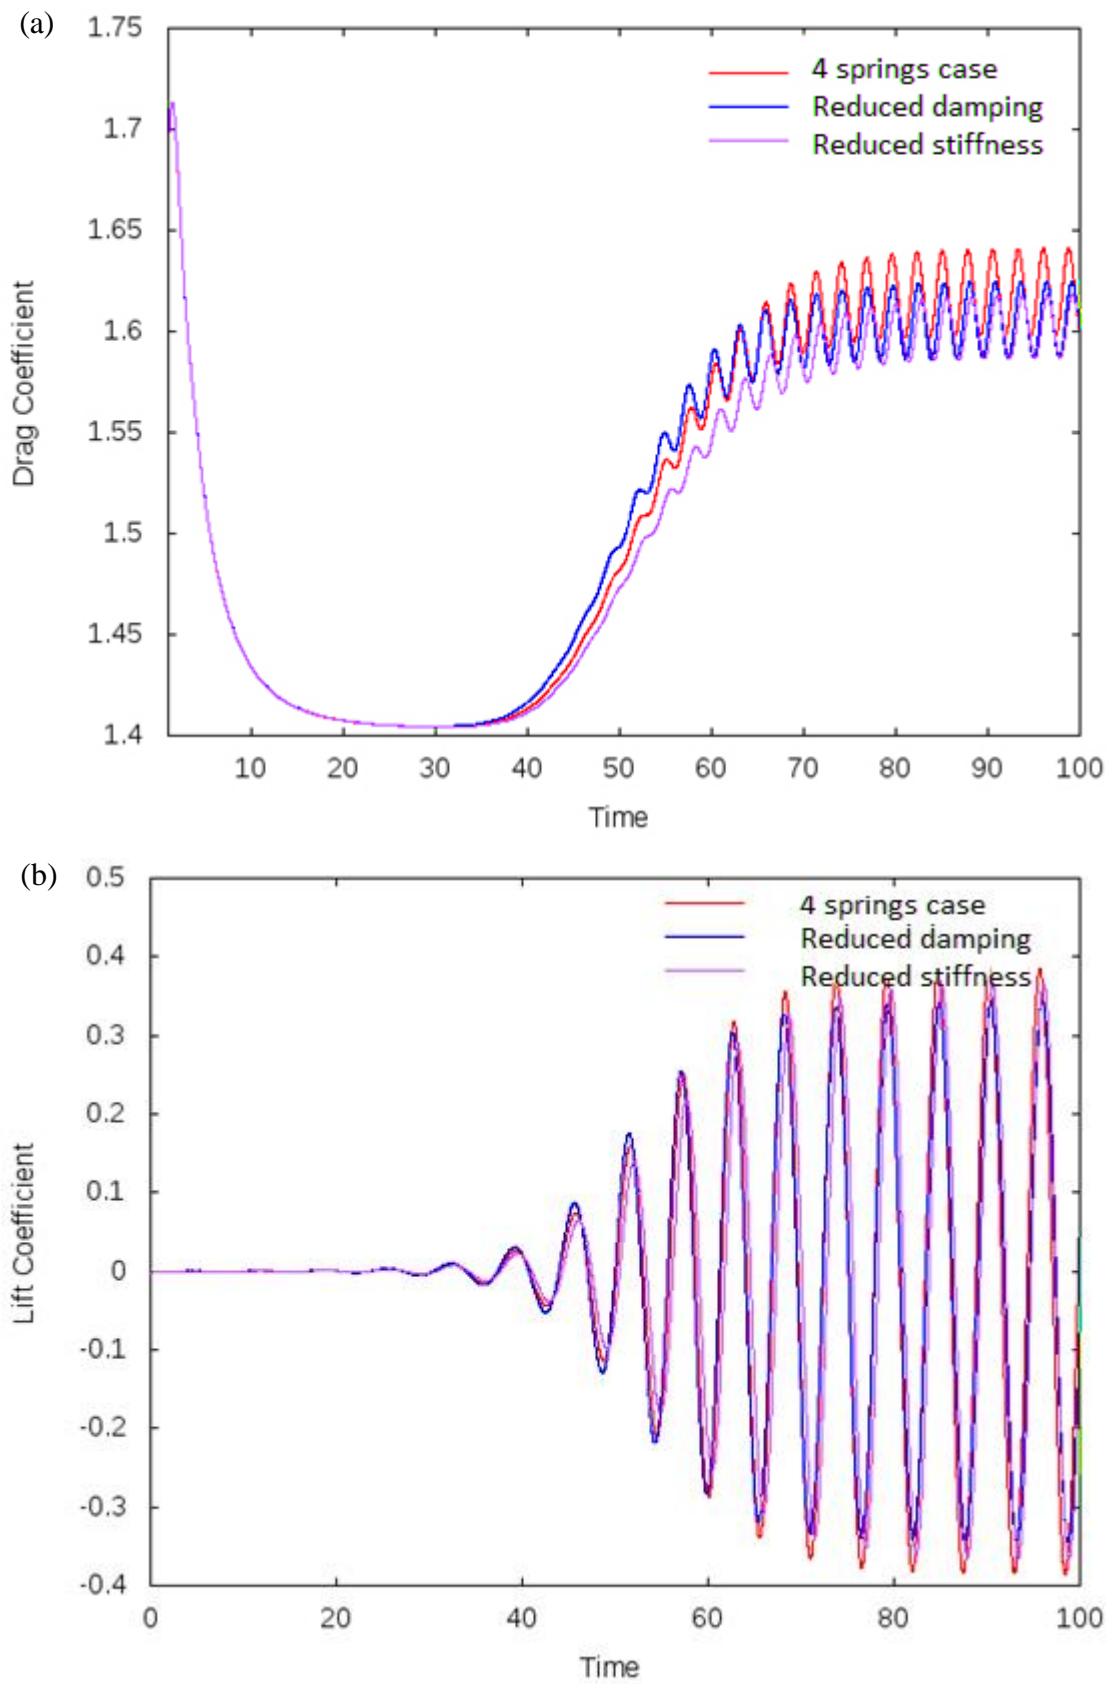 (a)
1.75
1.7
1.65
1.6
1.55
1.5
1.45
1.4
Drag Coefficient
4 springs case
Reduced damping
Reduced stiffness
10 20 30 40 50 60 70 80 90 100
Time
(b)
0.5
0.4
0.3
0.2
0.1
0
-0.1
-0.2
-0.3
-0.4
Lift Coefficient
4 springs case
Reduced damping
Reduced stiffness
0 20 40 60 80 100
Time